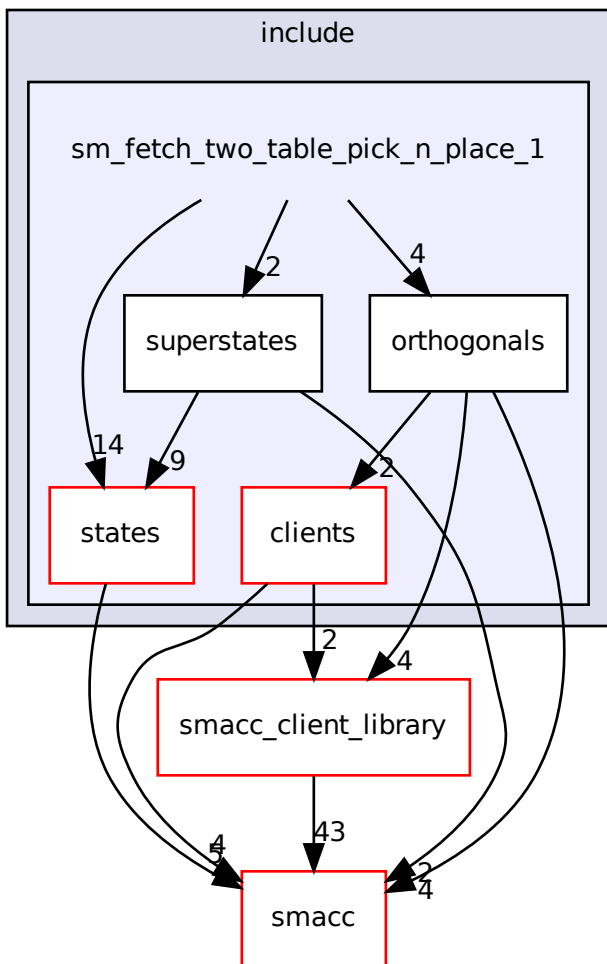 include
sm_fetch_two_table_pick_n_place_1
2
4
superstates
orthogonals
14
9
2
states
clients
2
4
smacc_client_library
4
5
43
2
4
smacc